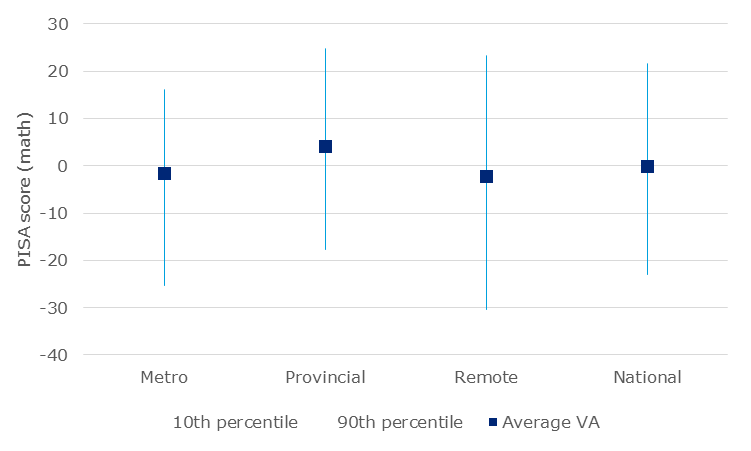 30
20
10
0
-10
-20
-30
-40
PISA score (math)
Metro Provincial Remote National
10th percentile 90th percentile Average VA